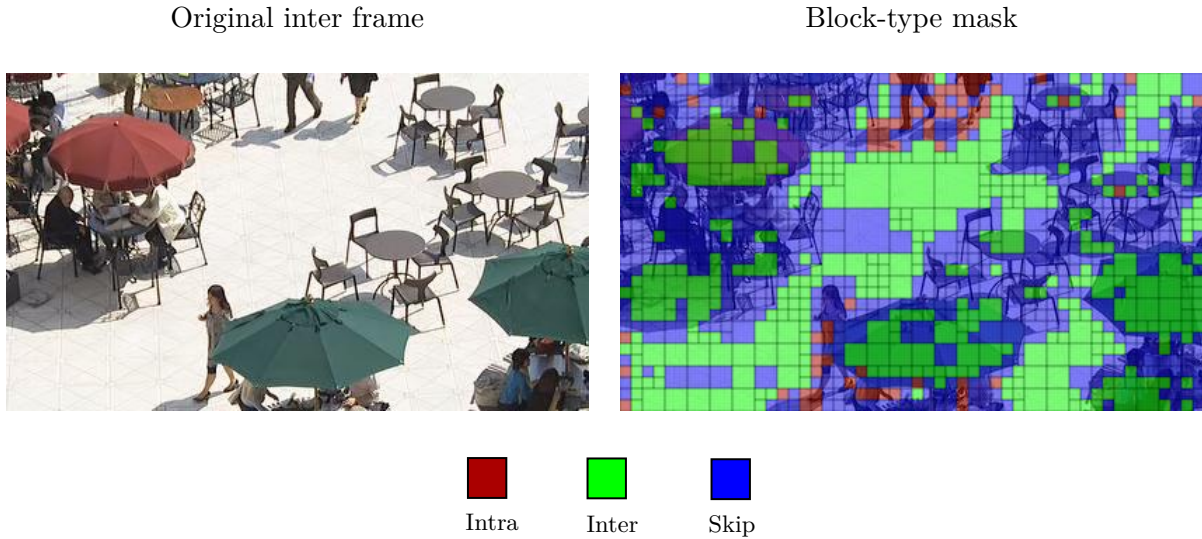 Original inter frame
Block-type mask
Intra
Inter
Skip